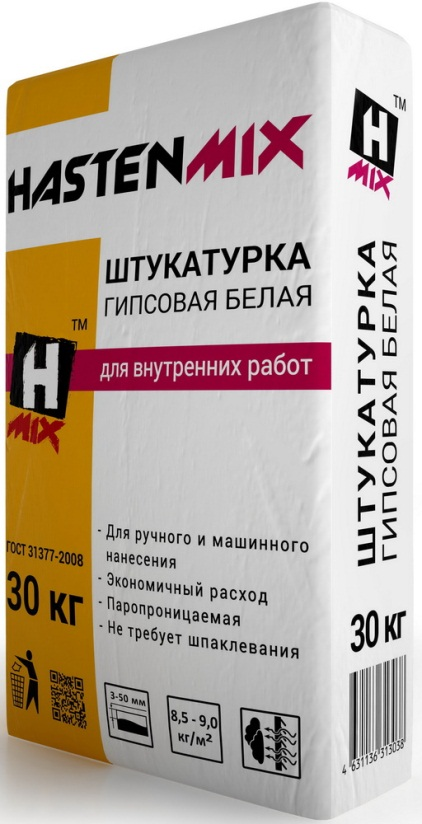 HASTENMIX
ШТУКАТУРКА
ГИПСОВАЯ БЕЛАЯ
для внутренних работ
TM
H
MIX
ГОСТ 31377-2008
30 кг
- Для ручного и машинного
нанесения
- Экономичный расход
- Паропроницаемая
- Не требует шпаклевания
3-50 мм
8,5 - 9,0
кг/м²
TM
H
MIX
ШТУКАТУРКА
ГИПСОВАЯ БЕЛАЯ
30 кг
4 631136 313038